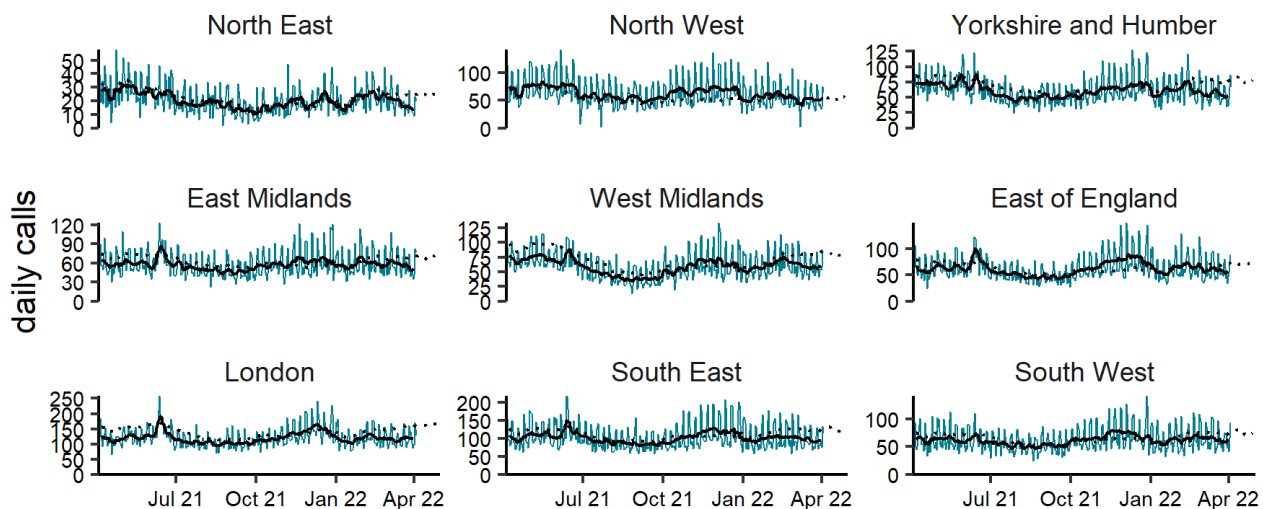 North East North West Yorkshire and Humber
50 100 125
40 50 100
30 0 75
20 50
10 25
0 0
daily calls
East Midlands West Midlands East of England
120 125 100
90 100 50
60 75 0
30 50
0 25
0
London South East South West
250 200 100
200 150 50
150 100 0
100 50
50 0
0
Jul 21 Oct 21 Jan 22 Apr 22 Jul 21 Oct 21 Jan 22 Apr 22 Jul 21 Oct 21 Jan 22 Apr 22